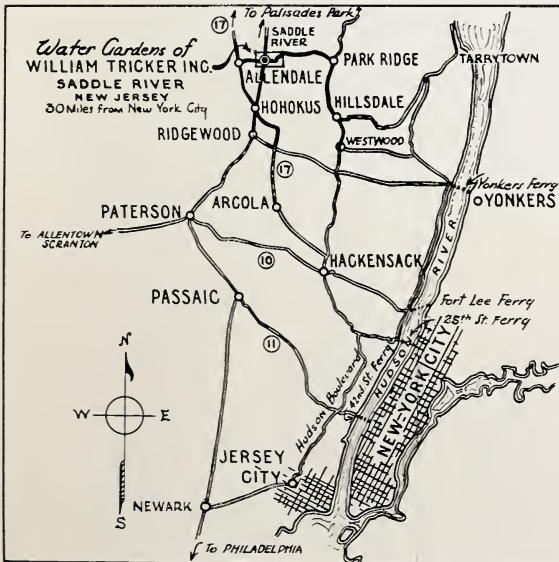 To Palisades Park
17
SADDLE
RIVER
Water Gardens of
WILLIAM TRICKER INC.
SADDLE RIVER
NEW JERSEY
30 Miles from New York City
ALLENDALE
PARK RIDGE
TARRYTOWN
HOHOKUS
HILLSDALE
RIDGEWOOD
WESTWOOD
17
Yonkers Ferry
YONKERS
PATERSON
ARCOLA
To ALLENTOWN
SCRANTON
10
HACKENSACK
RIVER
PASSAIC
Fort Lee Ferry
25th St. Ferry
11
N
W
E
S
HUDSO
42nd St. Ferry
Hudson Boulevard
NEW YORK CITY
JERSEY
CITY
NEWARK
To PHILADELPHIA